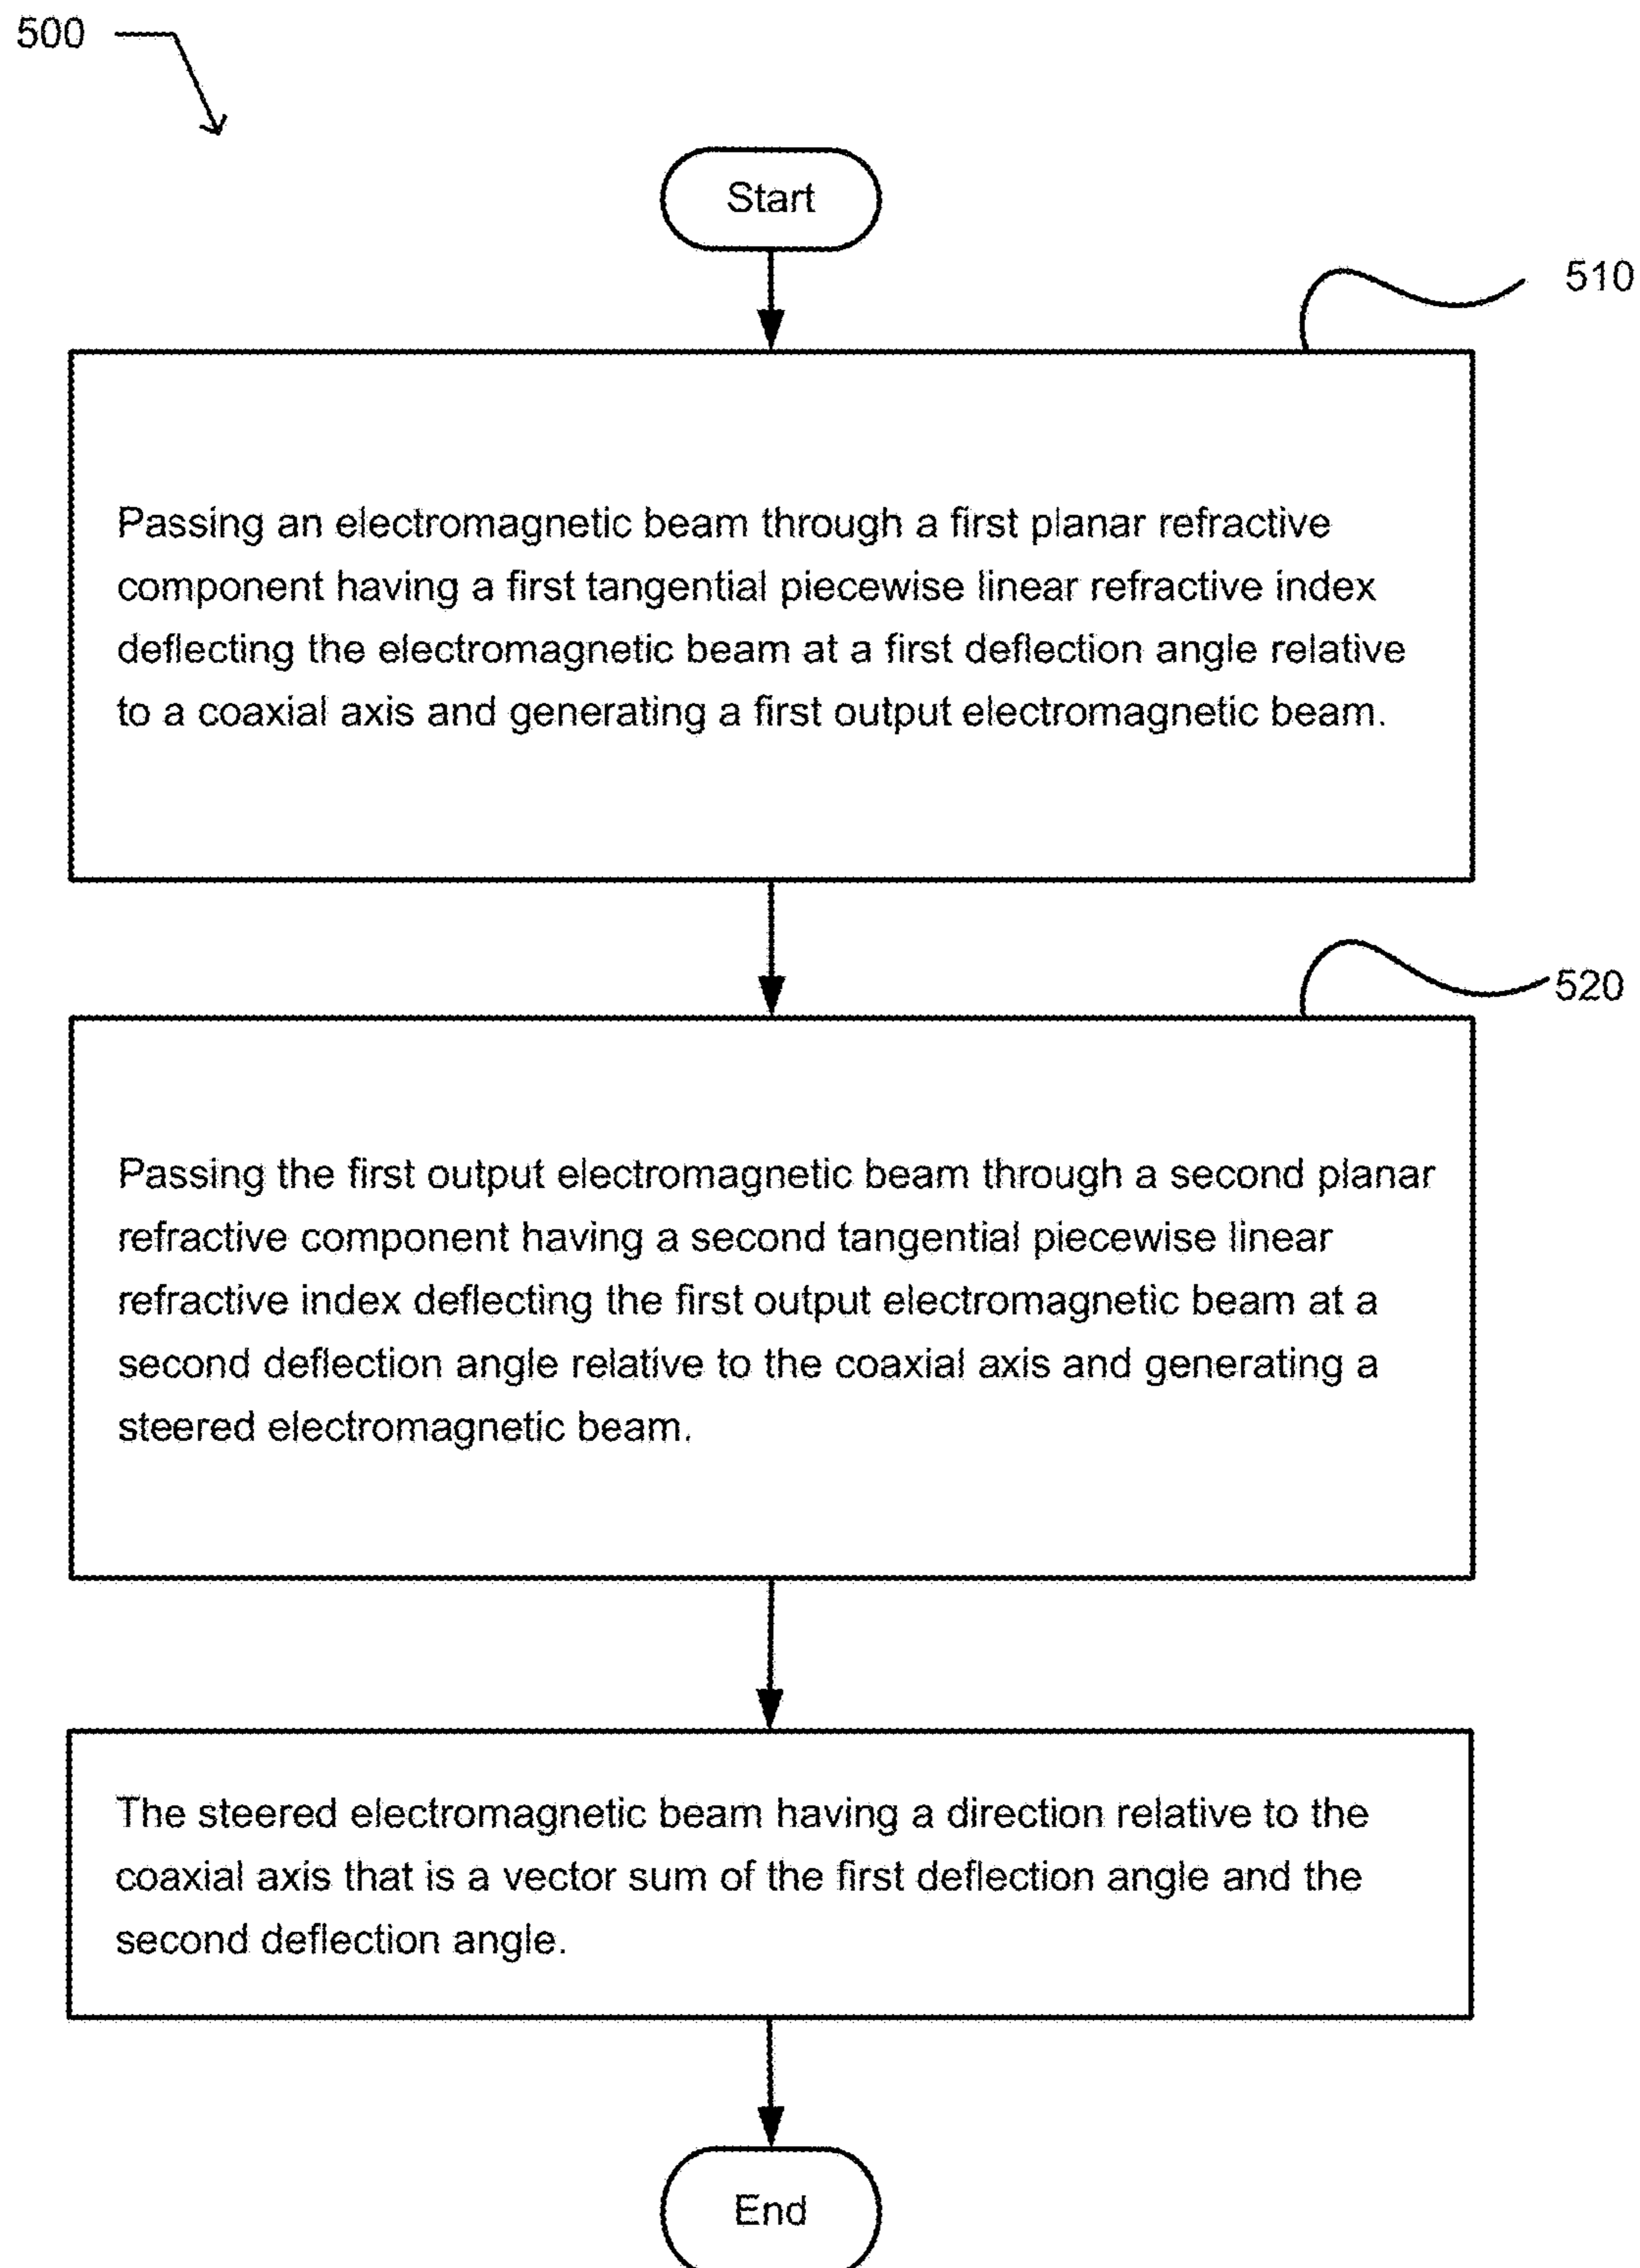 500
Start
510
Passing an electromagnetic beam through a first planar refractive
component having a first tangential piecewise linear refractive index
deflecting the electromagnetic beam at a first deflection angle relative
to a coaxial axis and generating a first output electromagnetic beam.
520
Passing the first output electromagnetic beam through a second planar
refractive component having a second tangential piecewise linear
refractive index deflecting the first output electromagnetic beam at a
second deflection angle relative to the coaxial axis and generating a
steered electromagnetic beam.
The steered electromagnetic beam having a direction relative to the
coaxial axis that is a vector sum of the first deflection angle and the
second deflection angle.
End